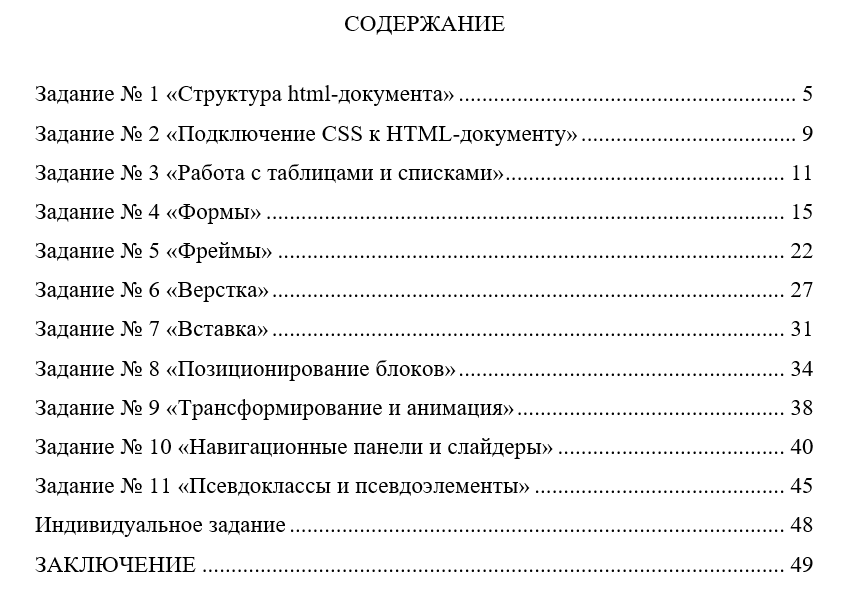 СОДЕРЖАНИЕ
Задание № 1 «Структура html-документа» ........................................................ 5
Задание № 2 «Подключение CSS к HTML-документу» ..................................... 9
Задание № 3 «Работа с таблицами и списками» ................................................ 11
Задание № 4 «Формы» ........................................................................................ 15
Задание № 5 «Фреймы» ...................................................................................... 22
Задание № 6 «Верстка» ....................................................................................... 27
Задание № 7 «Вставка» ....................................................................................... 31
Задание № 8 «Позиционирование блоков» ........................................................ 34
Задание № 9 «Трансформирование и анимация» .............................................. 38
Задание № 10 «Навигационные панели и слайдеры» ....................................... 40
Задание № 11 «Псевдоклассы и псевдоэлементы» ........................................... 45
Индивидуальное задание .................................................................................... 48
ЗАКЛЮЧЕНИЕ ................................................................................................... 49